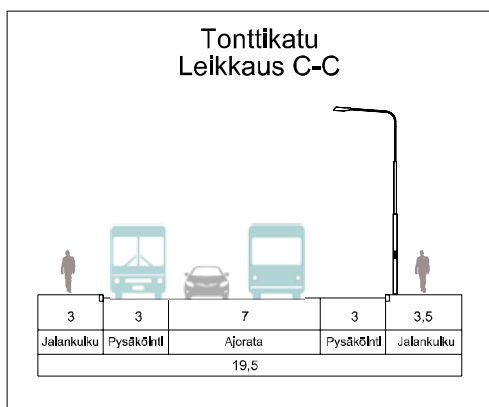 Tonttikatu
Leikkaus C-C
3 3 7 3 3,5
Jalankulku Pysäköinti Ajorata Pysäköinti Jalankulku
19,5